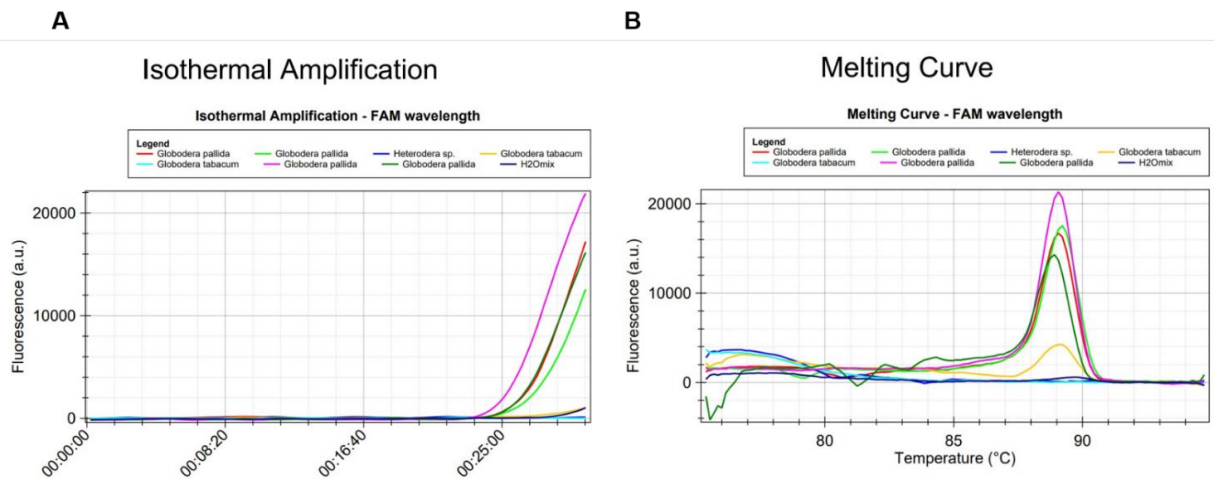 A
B
Isothermal Amplification
Melting Curve
Isothermal Amplification - FAM wavelength
Legend
Globodera pallida Globodera pallida Heterodera sp. Globodera tabacum
Globodera tabacum Globodera pallida Globodera pallida H2Omix
Fluorescence (a.u.)
20000
10000
0
00:00:00
00:08:20
00:16:40
00:25:00
Melting Curve - FAM wavelength
Legend
Globodera pallida Globodera pallida Heterodera sp. Globodera tabacum
Globodera tabacum Globodera pallida Globodera pallida H2Omix
Fluorescence (a.u.)
20000
10000
0
80 85 90
Temperature (°C)